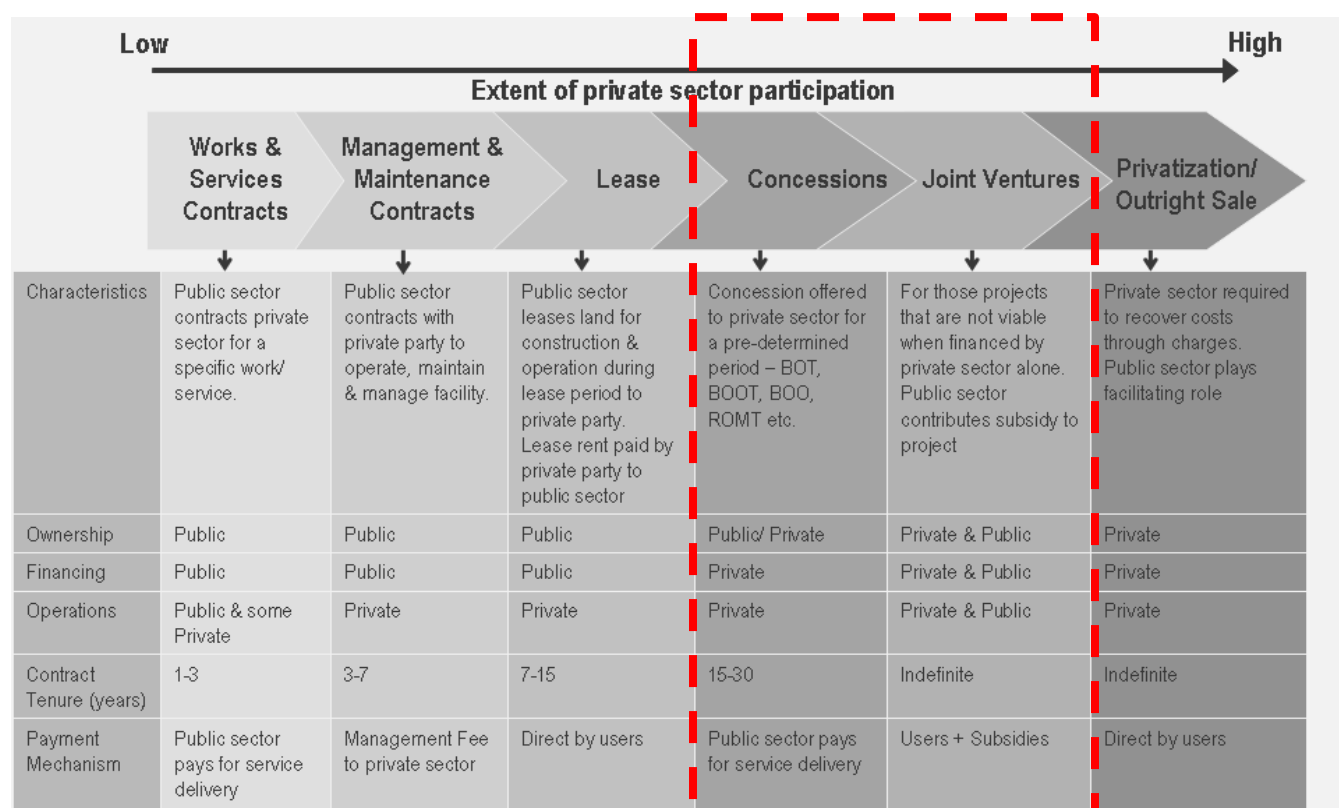 Low
High
Extent of private sector participation
Works &
Services
Contracts
Management &
Maintenance
Contracts
Lease
Concessions
Joint Ventures
Privatization/
Outright Sale
Characteristics
Public sector
contracts private
sector for a
specific work/
service.
Public sector
contracts with
private party to
operate, maintain
& manage facility.
Public sector
leases land for
construction &
operation during
lease period to
private party.
Lease rent paid by
private party to
public sector
Concession offered
to private sector for
a pre-determined
period – BOT,
BOOT, BOO,
ROMT etc.
For those projects
that are not viable
when financed by
private sector alone.
Public sector
contributes subsidy to
project
Private sector required
to recover costs
through charges.
Public sector plays
facilitating role
Ownership
Public
Public
Public
Public/ Private
Private & Public
Private
Financing
Public
Public
Public
Private
Private & Public
Private
Operations
Public & some
Private
Private
Private
Private
Private & Public
Private
Contract
Tenure (years)
1-3
3-7
7-15
15-30
Indefinite
Indefinite
Payment
Mechanism
Public sector
pays for service
delivery
Management Fee
to private sector
Direct by users
Public sector pays
for service delivery
Users + Subsidies
Direct by users